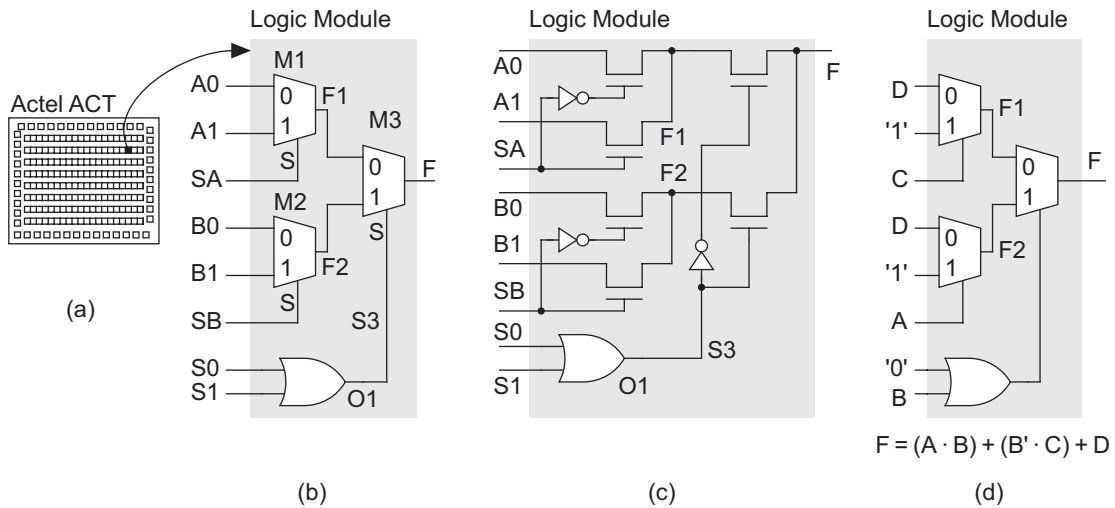 Actel ACT
(a)
Logic Module
M1
A0
0
F1
A1
1
M3
S
SA
0
F
M2
1
B0
0
S
B1
1
F2
S
SB
S3
S0
S1
O1
(b)
Logic Module
A0
F
A1
F1
SA
F2
B0
B1
SB
S0
S3
S1
O1
(c)
Logic Module
D
0
F1
'1'
1
C
0
F
1
D
0
F2
'1'
1
A
'0'
B
F = (A · B) + (B' · C) + D
(d)